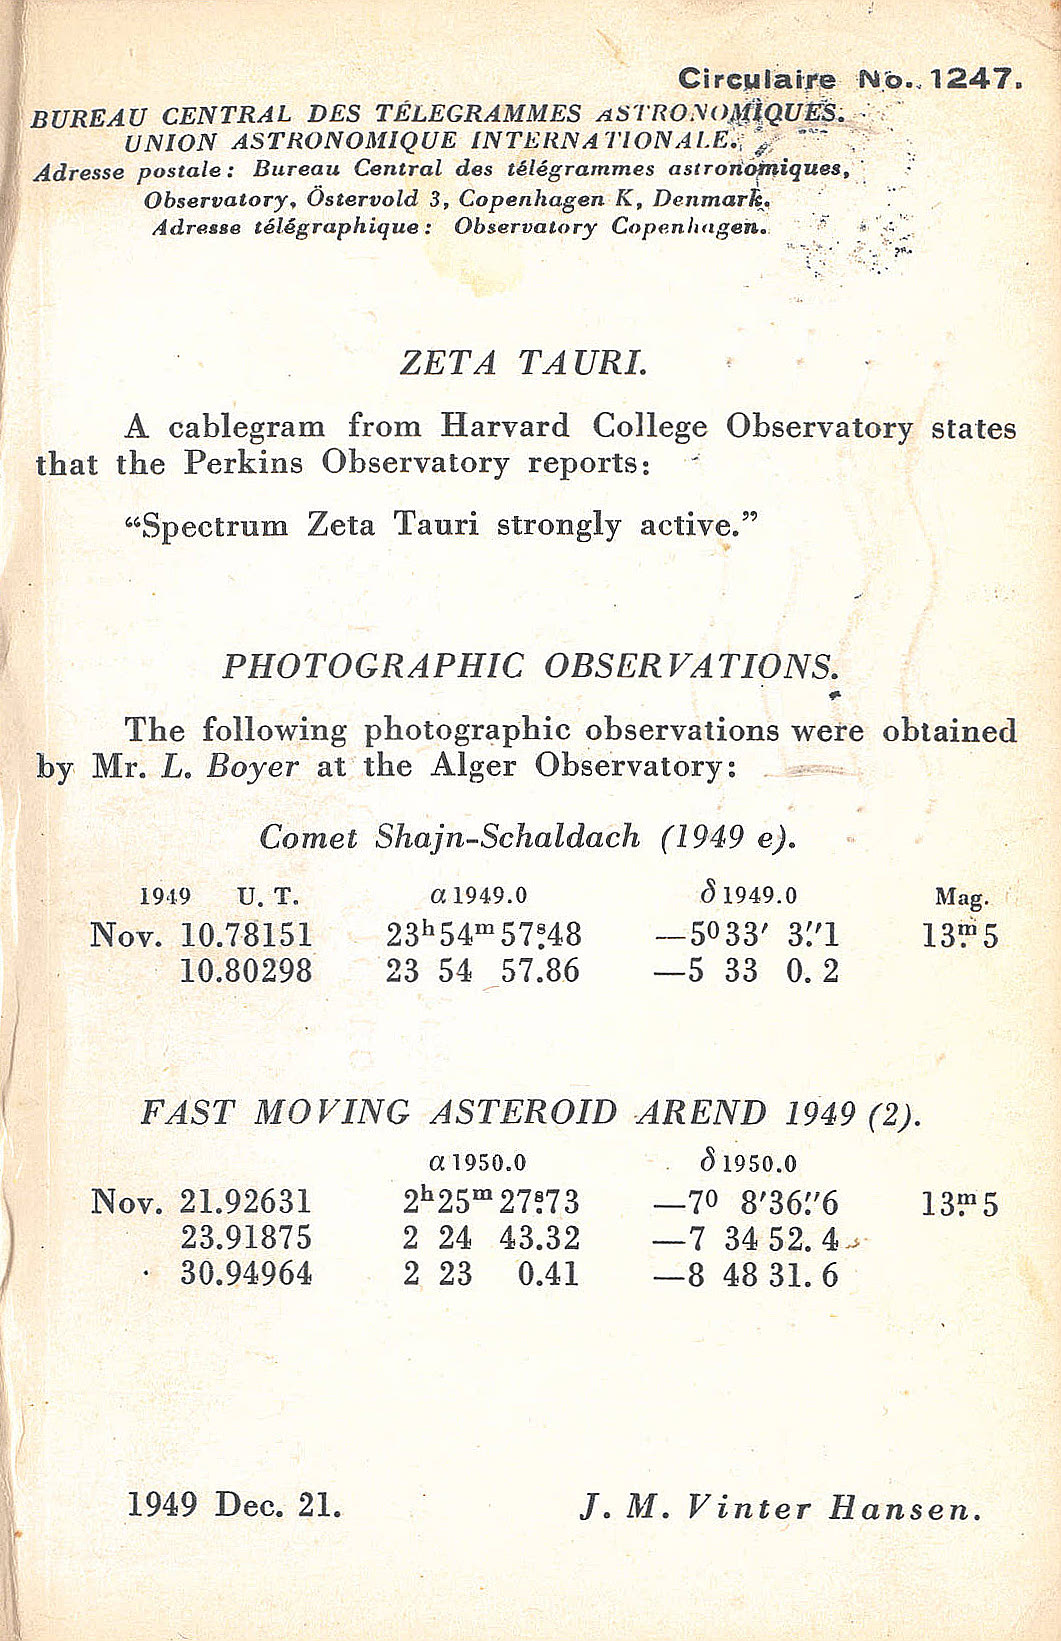 Circulaire No. 1247.
BUREAU CENTRAL DES TÉLEGRAMMES ASTRONOMIQUES.
UNION ASTRONOMIQUE INTERNATIONALE.
Adresse postale: Bureau Central des télégrammes astronomiques,
Observatory, Östervold 3, Copenhagen K, Denmark.
Adresse télégraphique: Observatory Copenhagen.
ZETA TAURI.
A cablegram from Harvard College Observatory states
that the Perkins Observatory reports:
“Spectrum Zeta Tauri strongly active.”
PHOTOGRAPHIC OBSERVATIONS.
The following photographic observations were obtained
by Mr. L. Boyer at the Alger Observatory:
Comet Shajn-Schaldach (1949 e).
1949 U. T. α 1949.0 δ 1949.0 Mag.
Nov. 10.78151 23ʰ54ᵐ57ˢ.48 —5°33′ 3″.1 13ᵐ.5
10.80298 23 54 57.86 —5 33 0.2
FAST MOVING ASTEROID AREND 1949 (2).
α 1950.0 δ 1950.0
Nov. 21.92631 2ʰ25ᵐ27ˢ.73 —7° 8′36″.6 13ᵐ.5
23.91875 2 24 43.32 —7 34 52.4
30.94964 2 23 0.41 —8 48 31.6
1949 Dec. 21. J. M. Vinter Hansen.